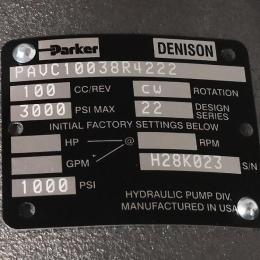 Parker DENISON
PAVC10038R4222
100 CC/REV CW ROTATION
3000 PSI MAX 22 DESIGN SERIES
INITIAL FACTORY SETTINGS BELOW
HP @ RPM
GPM H28K023 S/N
1000 PSI
HYDRAULIC PUMP DIV.
MANUFACTURED IN USA